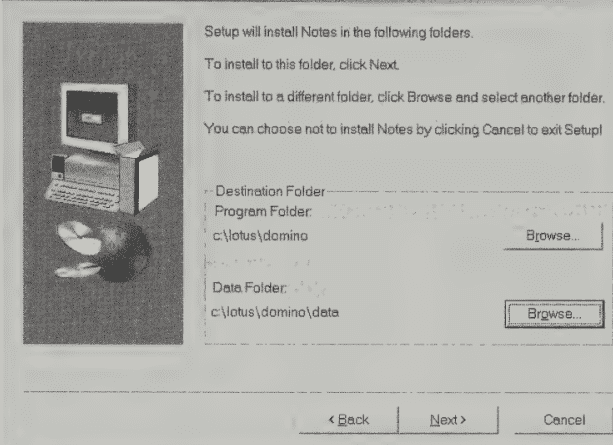 Setup will install Notes in the following folders.
To install to this folder, click Next.
To install to a different folder, click Browse and select another folder.
You can choose not to install Notes by clicking Cancel to exit Setup!
Destination Folder
Program Folder:
c:\lotus\domino
Browse...
Data Folder:
c:\lotus\domino\data
Browse...
< Back
Next >
Cancel